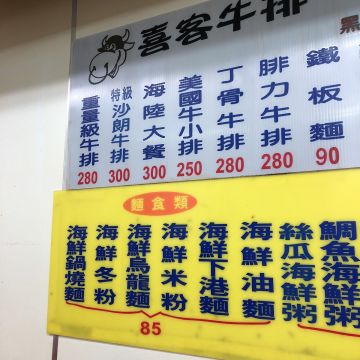 喜客牛排
黑
重量級牛排 280
特級沙朗牛排 300
海陸大餐 300
美國牛小排 250
丁骨牛排 280
腓力牛排 280
鐵板麵 90
麵食類
海鮮鍋燒麵
海鮮冬粉
海鮮烏龍麵
海鮮米粉
海鮮下港麵
海鮮油麵
絲瓜海鮮粥
鯛魚海鮮粥
85